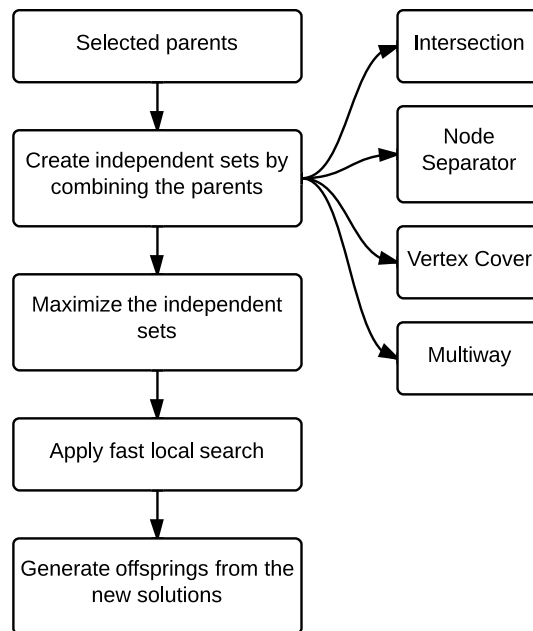 Selected parents
Create independent sets by
combining the parents
Maximize the independent
sets
Apply fast local search
Generate offsprings from the
new solutions
Intersection
Node
Separator
Vertex Cover
Multiway